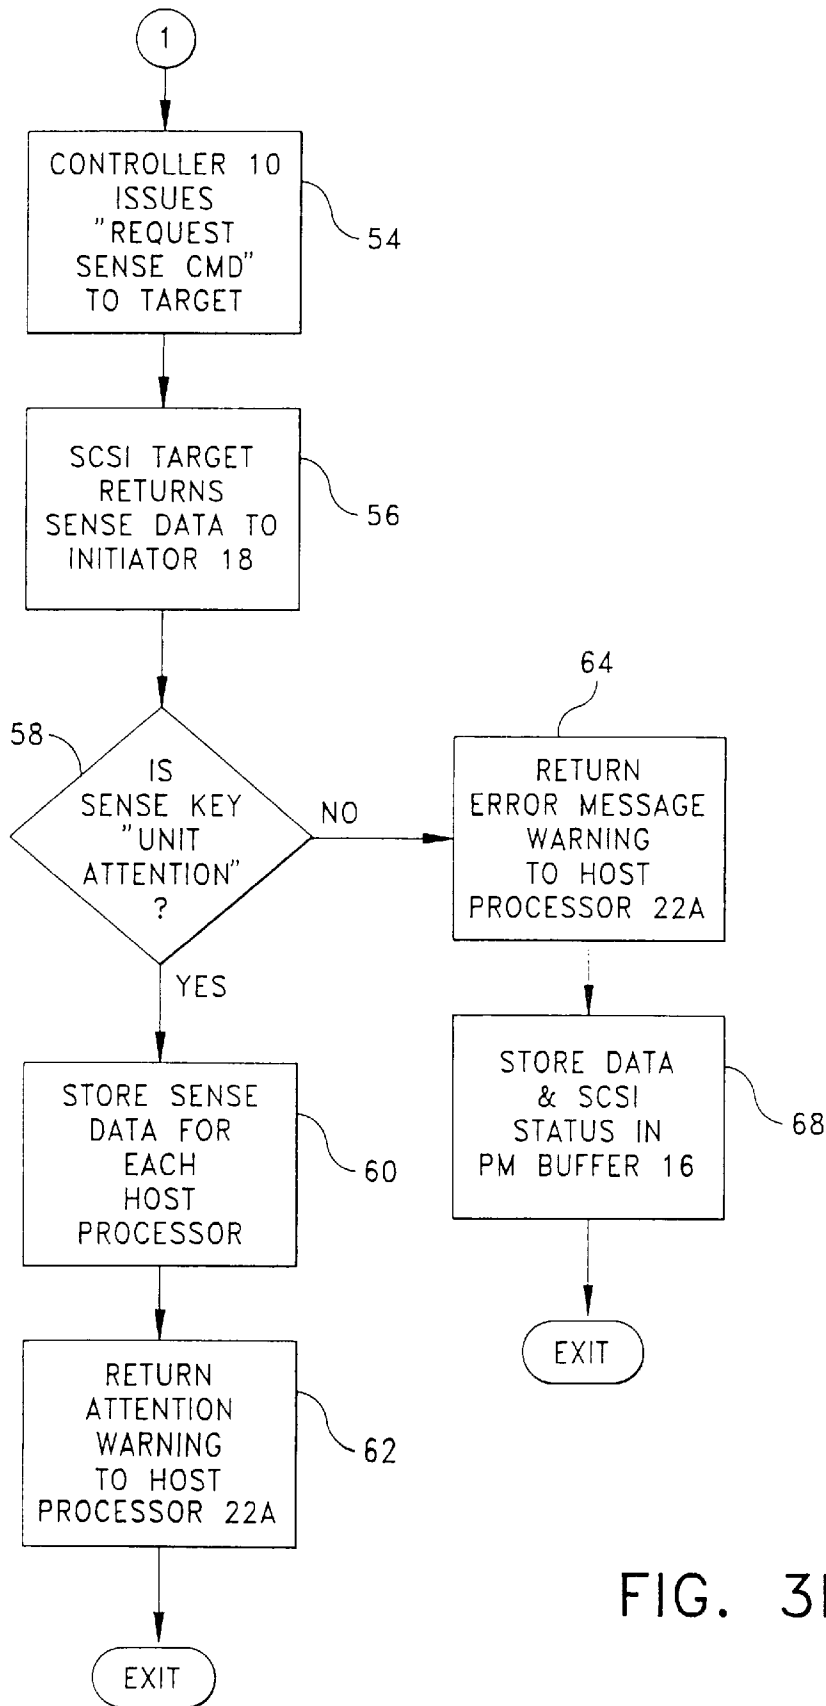 1
CONTROLLER 10
ISSUES
"REQUEST
SENSE CMD"
TO TARGET
54
SCSI TARGET
RETURNS
SENSE DATA TO
INITIATOR 18
56
58
IS
SENSE KEY
"UNIT
ATTENTION"
?
NO
YES
64
RETURN
ERROR MESSAGE
WARNING
TO HOST
PROCESSOR 22A
STORE SENSE
DATA FOR
EACH
HOST
PROCESSOR
60
STORE DATA
& SCSI
STATUS IN
PM BUFFER 16
68
EXIT
RETURN
ATTENTION
WARNING
TO HOST
PROCESSOR 22A
62
EXIT
FIG.